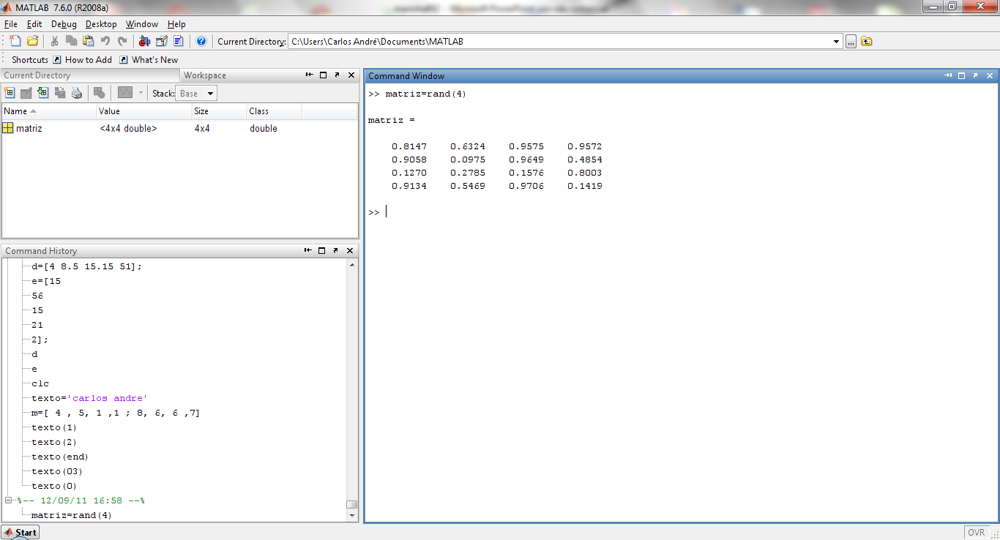 MATLAB 7.6.0 (R2008a)
File Edit Debug Desktop Window Help
Current Directory: C:\Users\Carlos André\Documents\MATLAB ...
Shortcuts How to Add What's New
Current Directory Workspace
Stack: Base
Name Value Size Class
matriz <4x4 double> 4x4 double
Command History
d=[4 8.5 15.15 51];
e=[15
56
15
21
2];
d
e
clc
texto='carlos andre'
m=[ 4 , 5, 1 ,1 ; 8, 6, 6 ,7]
texto(1)
texto(2)
texto(end)
texto(03)
texto(0)
%-- 12/09/11 16:58 --%
matriz=rand(4)
Command Window
>> matriz=rand(4)
matriz =
0.8147 0.6324 0.9575 0.9572
0.9058 0.0975 0.9649 0.4854
0.1270 0.2785 0.1576 0.8003
0.9134 0.5469 0.9706 0.1419
>>
Start
OVR